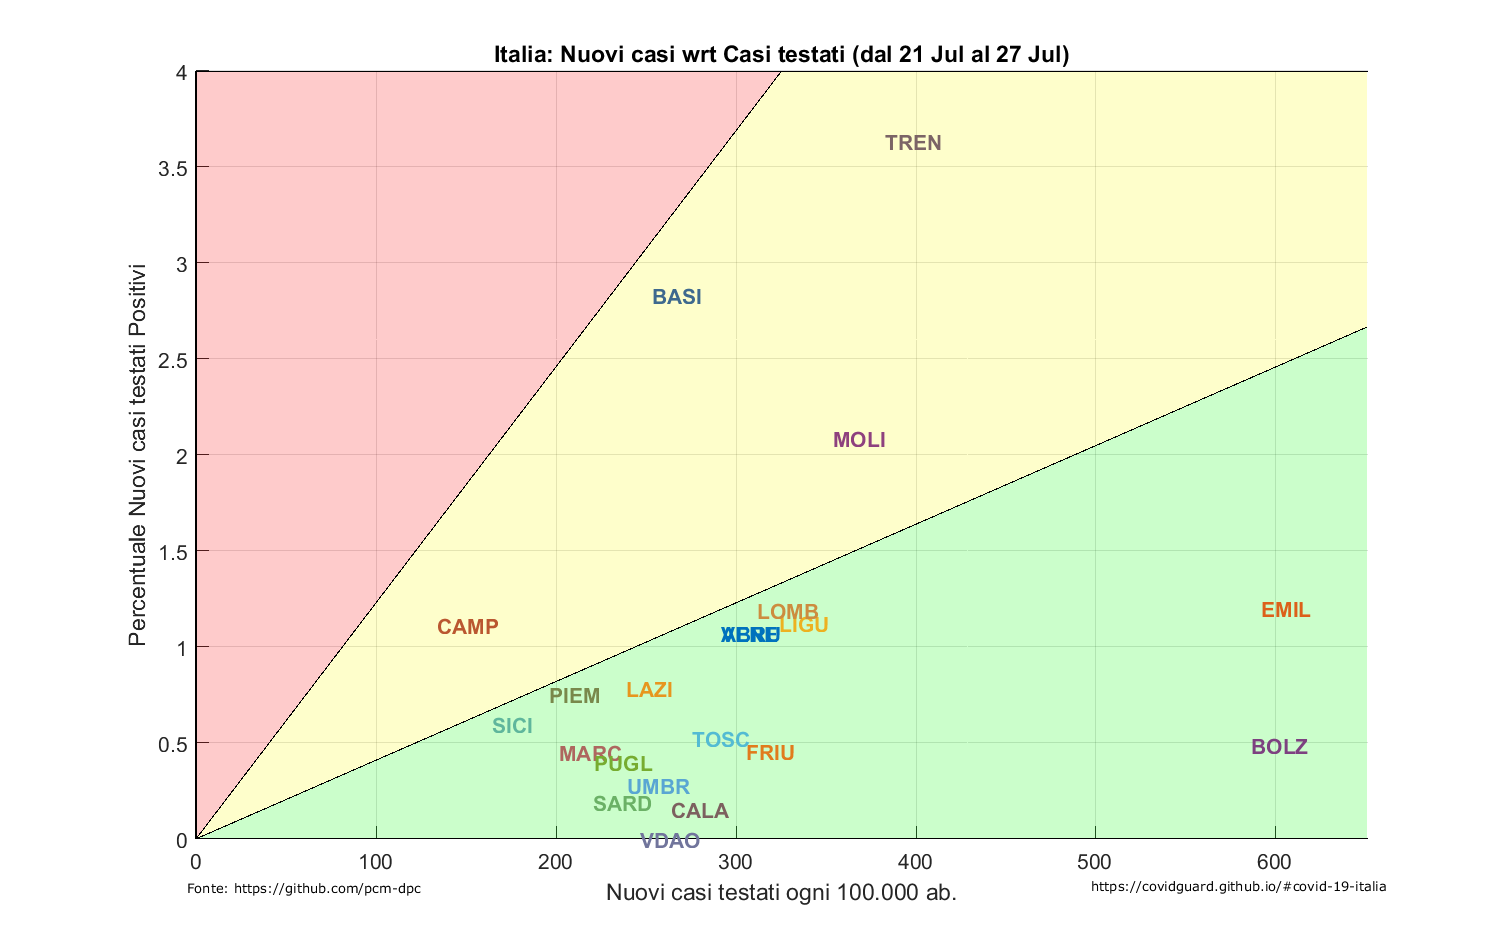 Italia: Nuovi casi wrt Casi testati (dal 21 Jul al 27 Jul)
Percentuale Nuovi casi testati Positivi
4
3.5
3
2.5
2
1.5
1
0.5
0
TREN
BASI
MOLI
EMIL
LOMB
LIGU
CAMP
ABRU
LAZI
PIEM
SICI
TOSC
BOLZ
FRIU
MARC
PUGL
UMBR
SARD
CALA
VDAO
0 100 200 300 400 500 600
Nuovi casi testati ogni 100.000 ab.
Fonte: https://github.com/pcm-dpc
https://covidguard.github.io/#covid-19-italia